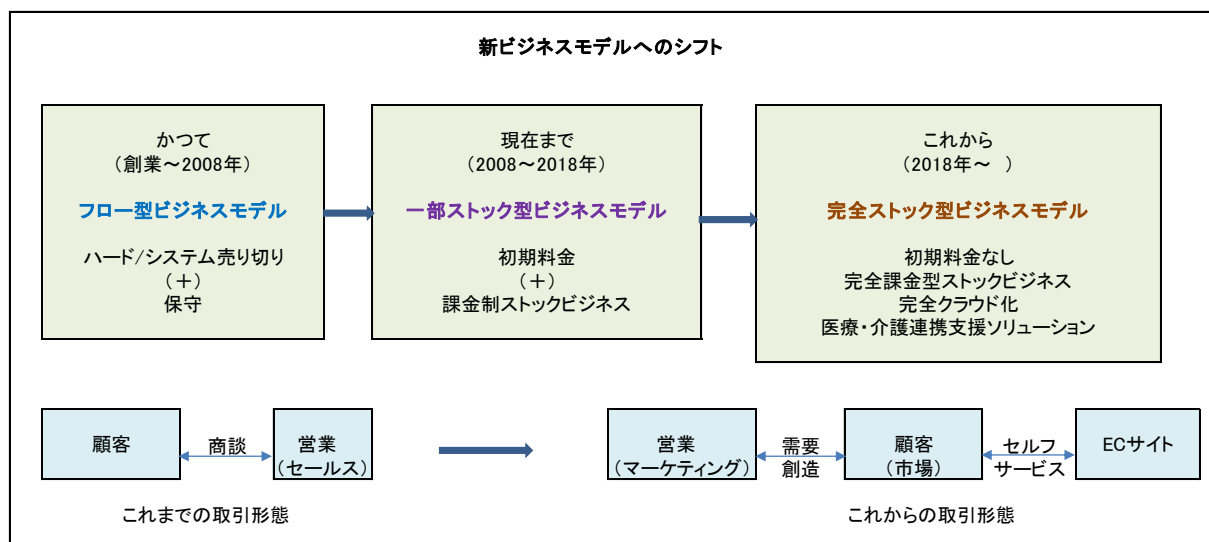 新ビジネスモデルへのシフト
かつて
（創業～2008年）
フロー型ビジネスモデル
ハード/システム売り切り
（＋）
保守
現在まで
（2008～2018年）
一部ストック型ビジネスモデル
初期料金
（＋）
課金制ストックビジネス
これから
（2018年～　）
完全ストック型ビジネスモデル
初期料金なし
完全課金型ストックビジネス
完全クラウド化
医療・介護連携支援ソリューション
顧客
商談
営業
（セールス）
これまでの取引形態
営業
（マーケティング）
需要
創造
顧客
（市場）
セルフ
サービス
ECサイト
これからの取引形態